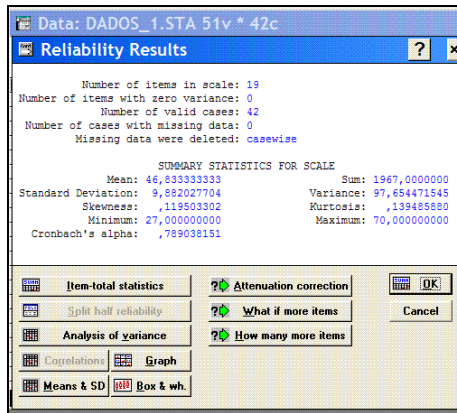 Data: DADOS_1.STA 51v * 42c
Reliability Results
Number of items in scale: 19
Number of items with zero variance: 0
Number of valid cases: 42
Number of cases with missing data: 0
Missing data were deleted: casewise
SUMMARY STATISTICS FOR SCALE
Mean: 46,833333333 Sum: 1967,0000000
Standard Deviation: 9,882027704 Variance: 97,654471545
Skewness: ,119503302 Kurtosis: ,139485880
Minimum: 27,000000000 Maximum: 70,000000000
Cronbach's alpha: ,789038151
Item-total statistics ? Attenuation correction OK
Split half reliability ? What if more items Cancel
Analysis of variance ? How many more items
Correlations Graph
Means & SD Box & wh.